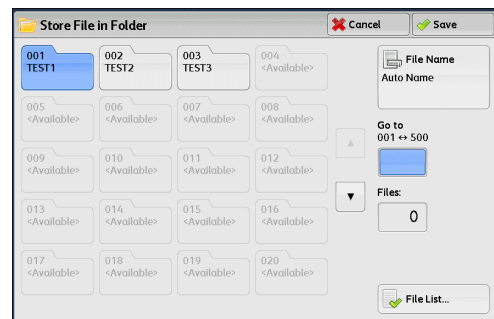 Store File in Folder
Cancel
Save
001
TEST1
002
TEST2
003
TEST3
004
<Available>
File Name
Auto Name
005
<Available>
006
<Available>
007
<Available>
008
<Available>
Go to
001 ↔ 500
009
<Available>
010
<Available>
011
<Available>
012
<Available>
013
<Available>
014
<Available>
015
<Available>
016
<Available>
Files:
0
017
<Available>
018
<Available>
019
<Available>
020
<Available>
File List...